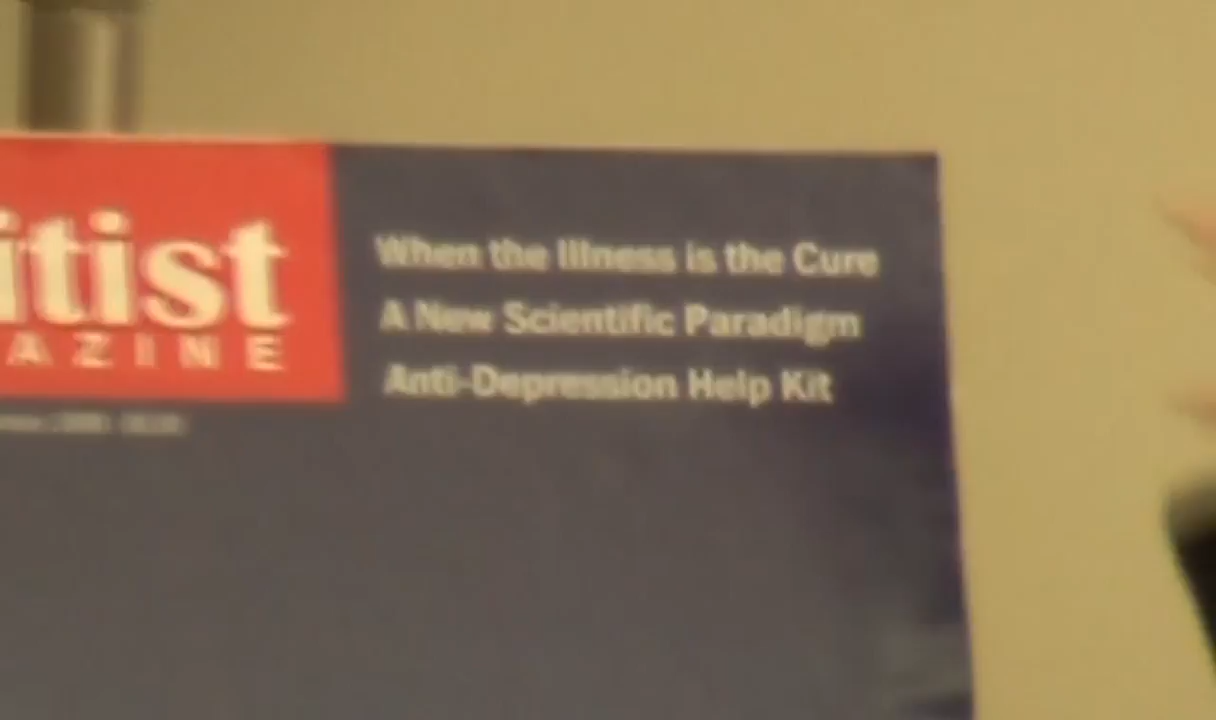 itist
AZINE
When the Illness is the Cure
A New Scientific Paradigm
Anti-Depression Help Kit